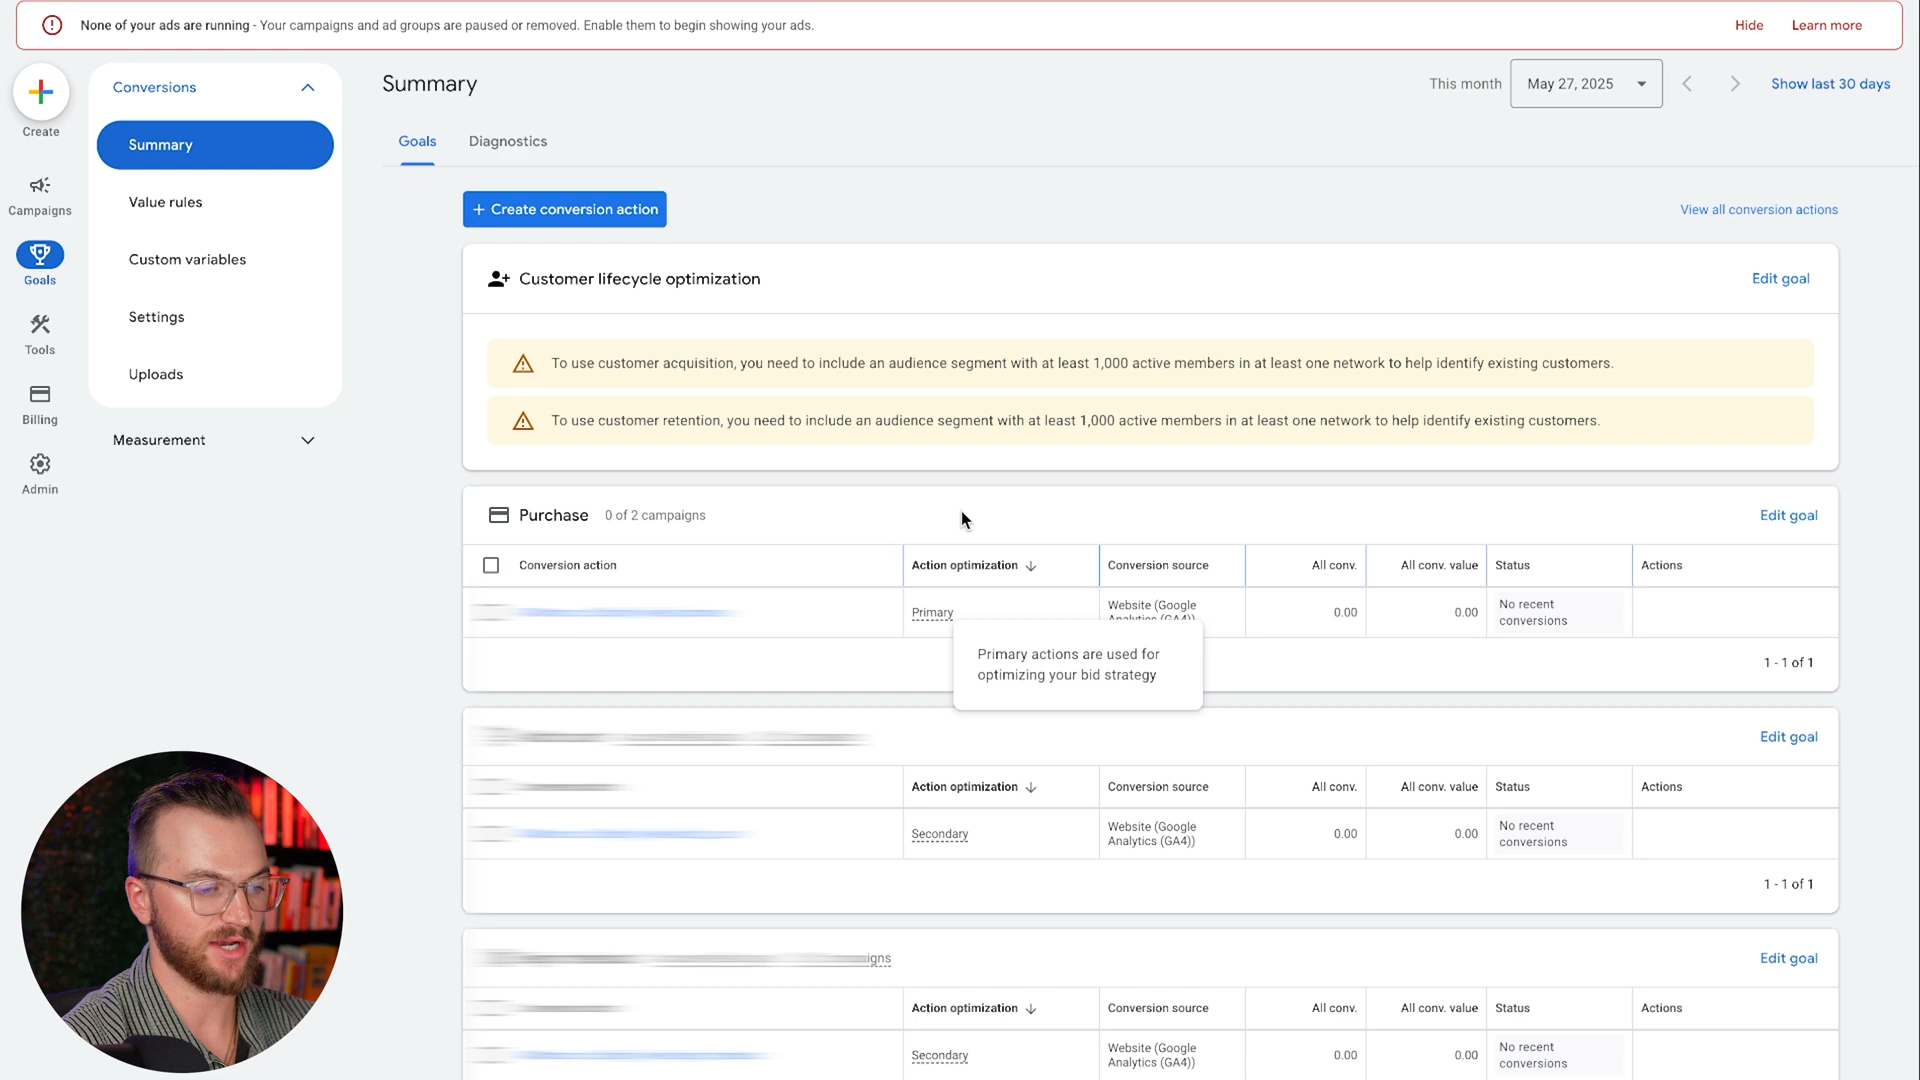 None of your ads are running - Your campaigns and ad groups are paused or removed. Enable them to begin showing your ads.
Hide
Learn more
Create
Campaigns
Goals
Tools
Billing
Admin
Conversions
Summary
Value rules
Custom variables
Settings
Uploads
Measurement
Summary
This month
May 27, 2025
Show last 30 days
Goals
Diagnostics
+ Create conversion action
View all conversion actions
Customer lifecycle optimization
Edit goal
To use customer acquisition, you need to include an audience segment with at least 1,000 active members in at least one network to help identify existing customers.
To use customer retention, you need to include an audience segment with at least 1,000 active members in at least one network to help identify existing customers.
Purchase
0 of 2 campaigns
Edit goal
Conversion action
Action optimization
Conversion source
All conv.
All conv. value
Status
Actions
Primary
Website (Google
Analytics (GA4))
0.00
0.00
No recent
conversions
Primary actions are used for
optimizing your bid strategy
1 - 1 of 1
Edit goal
Action optimization
Conversion source
All conv.
All conv. value
Status
Actions
Secondary
Website (Google
Analytics (GA4))
0.00
0.00
No recent
conversions
1 - 1 of 1
igns
Edit goal
Action optimization
Conversion source
All conv.
All conv. value
Status
Actions
Secondary
Website (Google
Analytics (GA4))
0.00
0.00
No recent
conversions